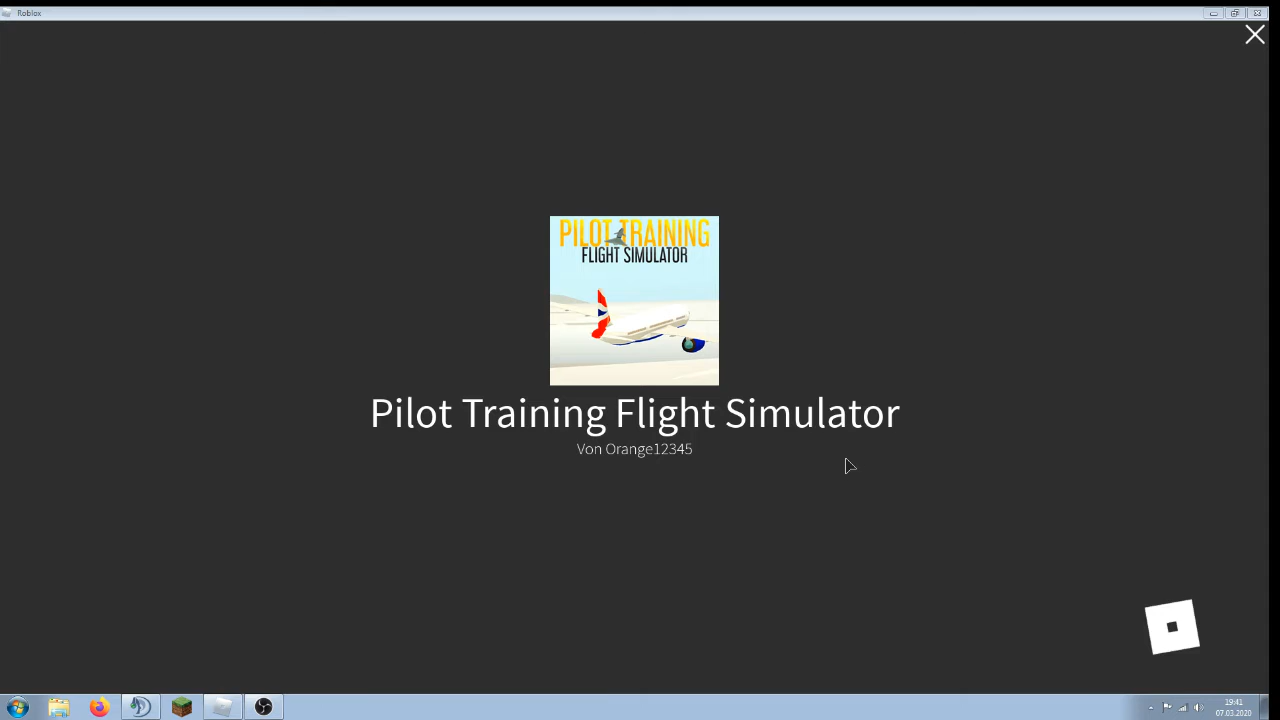 Roblox
PILOT TRAINING
FLIGHT SIMULATOR
Pilot Training Flight Simulator
Von Orange12345
19:41
07.03.2020